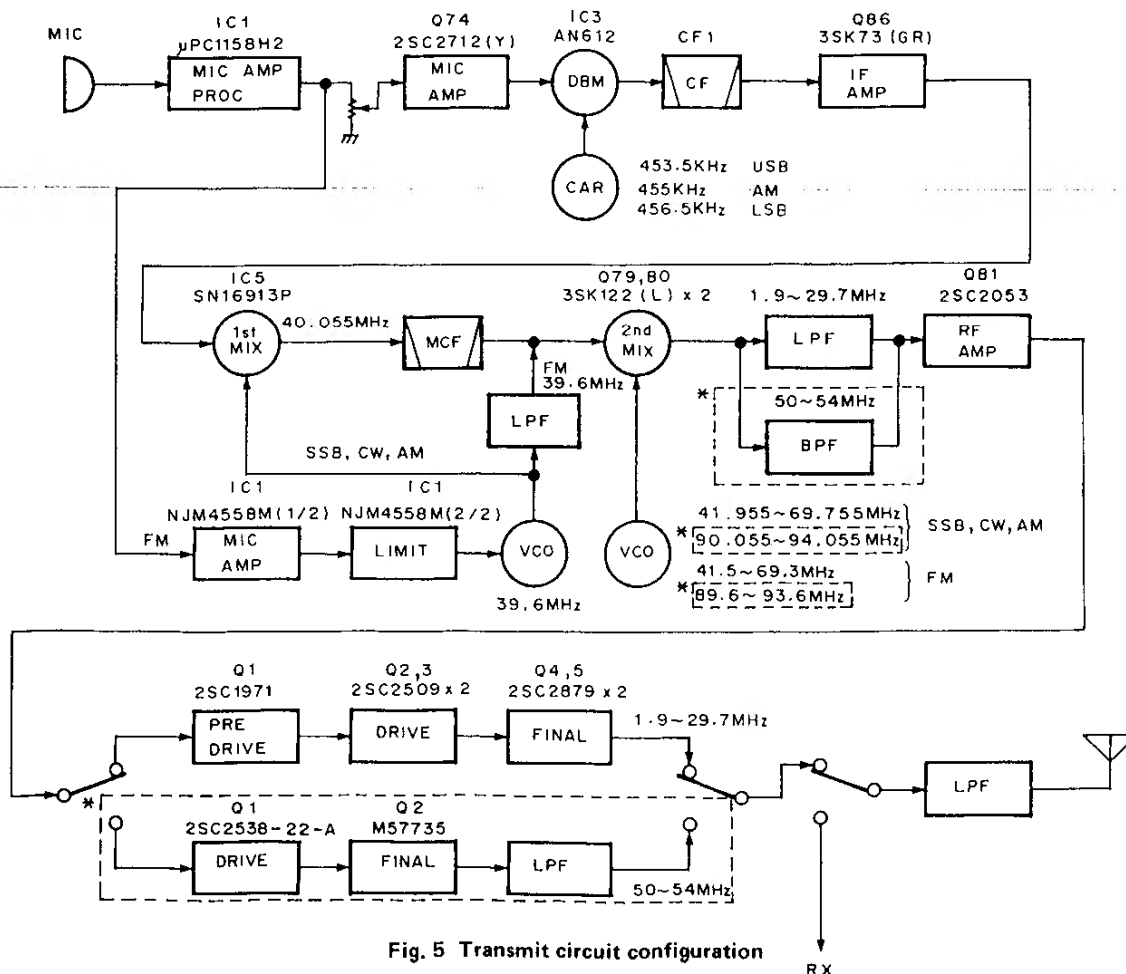 MIC
IC1
μPC1158H2
MIC AMP
PROC
Q74
2SC2712(Y)
MIC
AMP
IC3
AN612
DBM
CF1
CF
Q86
3SK73(GR)
IF
AMP
CAR
453.5KHz USB
455KHz AM
456.5KHz LSB
IC5
SN16913P
1st
MIX
40.055MHz
MCF
FM
39.6MHz
LPF
Q79,80
3SK122(L)x2
2nd
MIX
1.9~29.7MHz
LPF
Q81
2SC2053
RF
AMP
* 50~54MHz
BPF
SSB, CW, AM
IC1
NJM4558M(1/2)
FM
MIC
AMP
IC1
NJM4558M(2/2)
LIMIT
VCO
39.6MHz
VCO
41.955~69.755MHz
* 90.055~94.055MHz
SSB, CW, AM
41.5~69.3MHz
* 89.6~93.6MHz
FM
Q1
2SC1971
PRE
DRIVE
Q2,3
2SC2509x2
DRIVE
Q4,5
2SC2879x2
FINAL
1.9~29.7MHz
LPF
*
Q1
2SC2538-22-A
DRIVE
Q2
M57735
FINAL
LPF
50~54MHz
Fig. 5 Transmit circuit configuration
RX